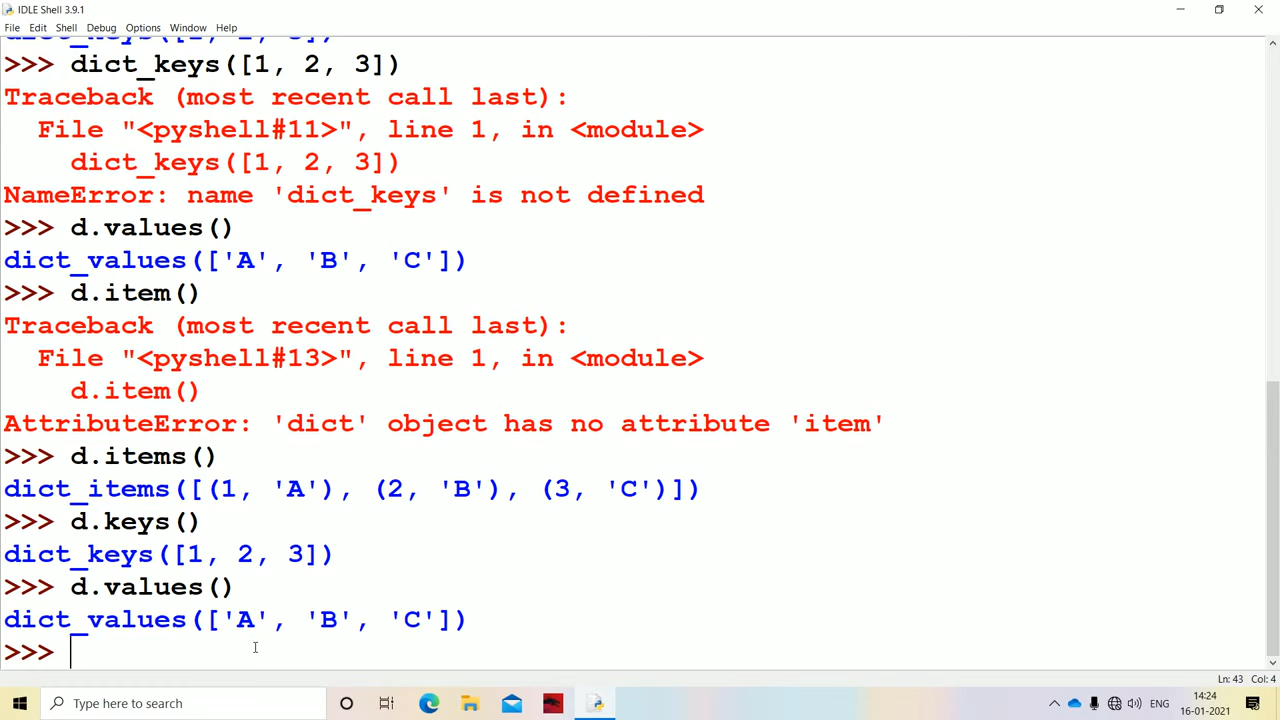 IDLE Shell 3.9.1
File Edit Shell Debug Options Window Help
dict_keys([1, 2, 3])
>>> dict_keys([1, 2, 3])
Traceback (most recent call last):
  File "<pyshell#11>", line 1, in <module>
    dict_keys([1, 2, 3])
NameError: name 'dict_keys' is not defined
>>> d.values()
dict_values(['A', 'B', 'C'])
>>> d.item()
Traceback (most recent call last):
  File "<pyshell#13>", line 1, in <module>
    d.item()
AttributeError: 'dict' object has no attribute 'item'
>>> d.items()
dict_items([(1, 'A'), (2, 'B'), (3, 'C')])
>>> d.keys()
dict_keys([1, 2, 3])
>>> d.values()
dict_values(['A', 'B', 'C'])
>>>
Ln: 43 Col: 4
Type here to search
ENG
14:24
16-01-2021